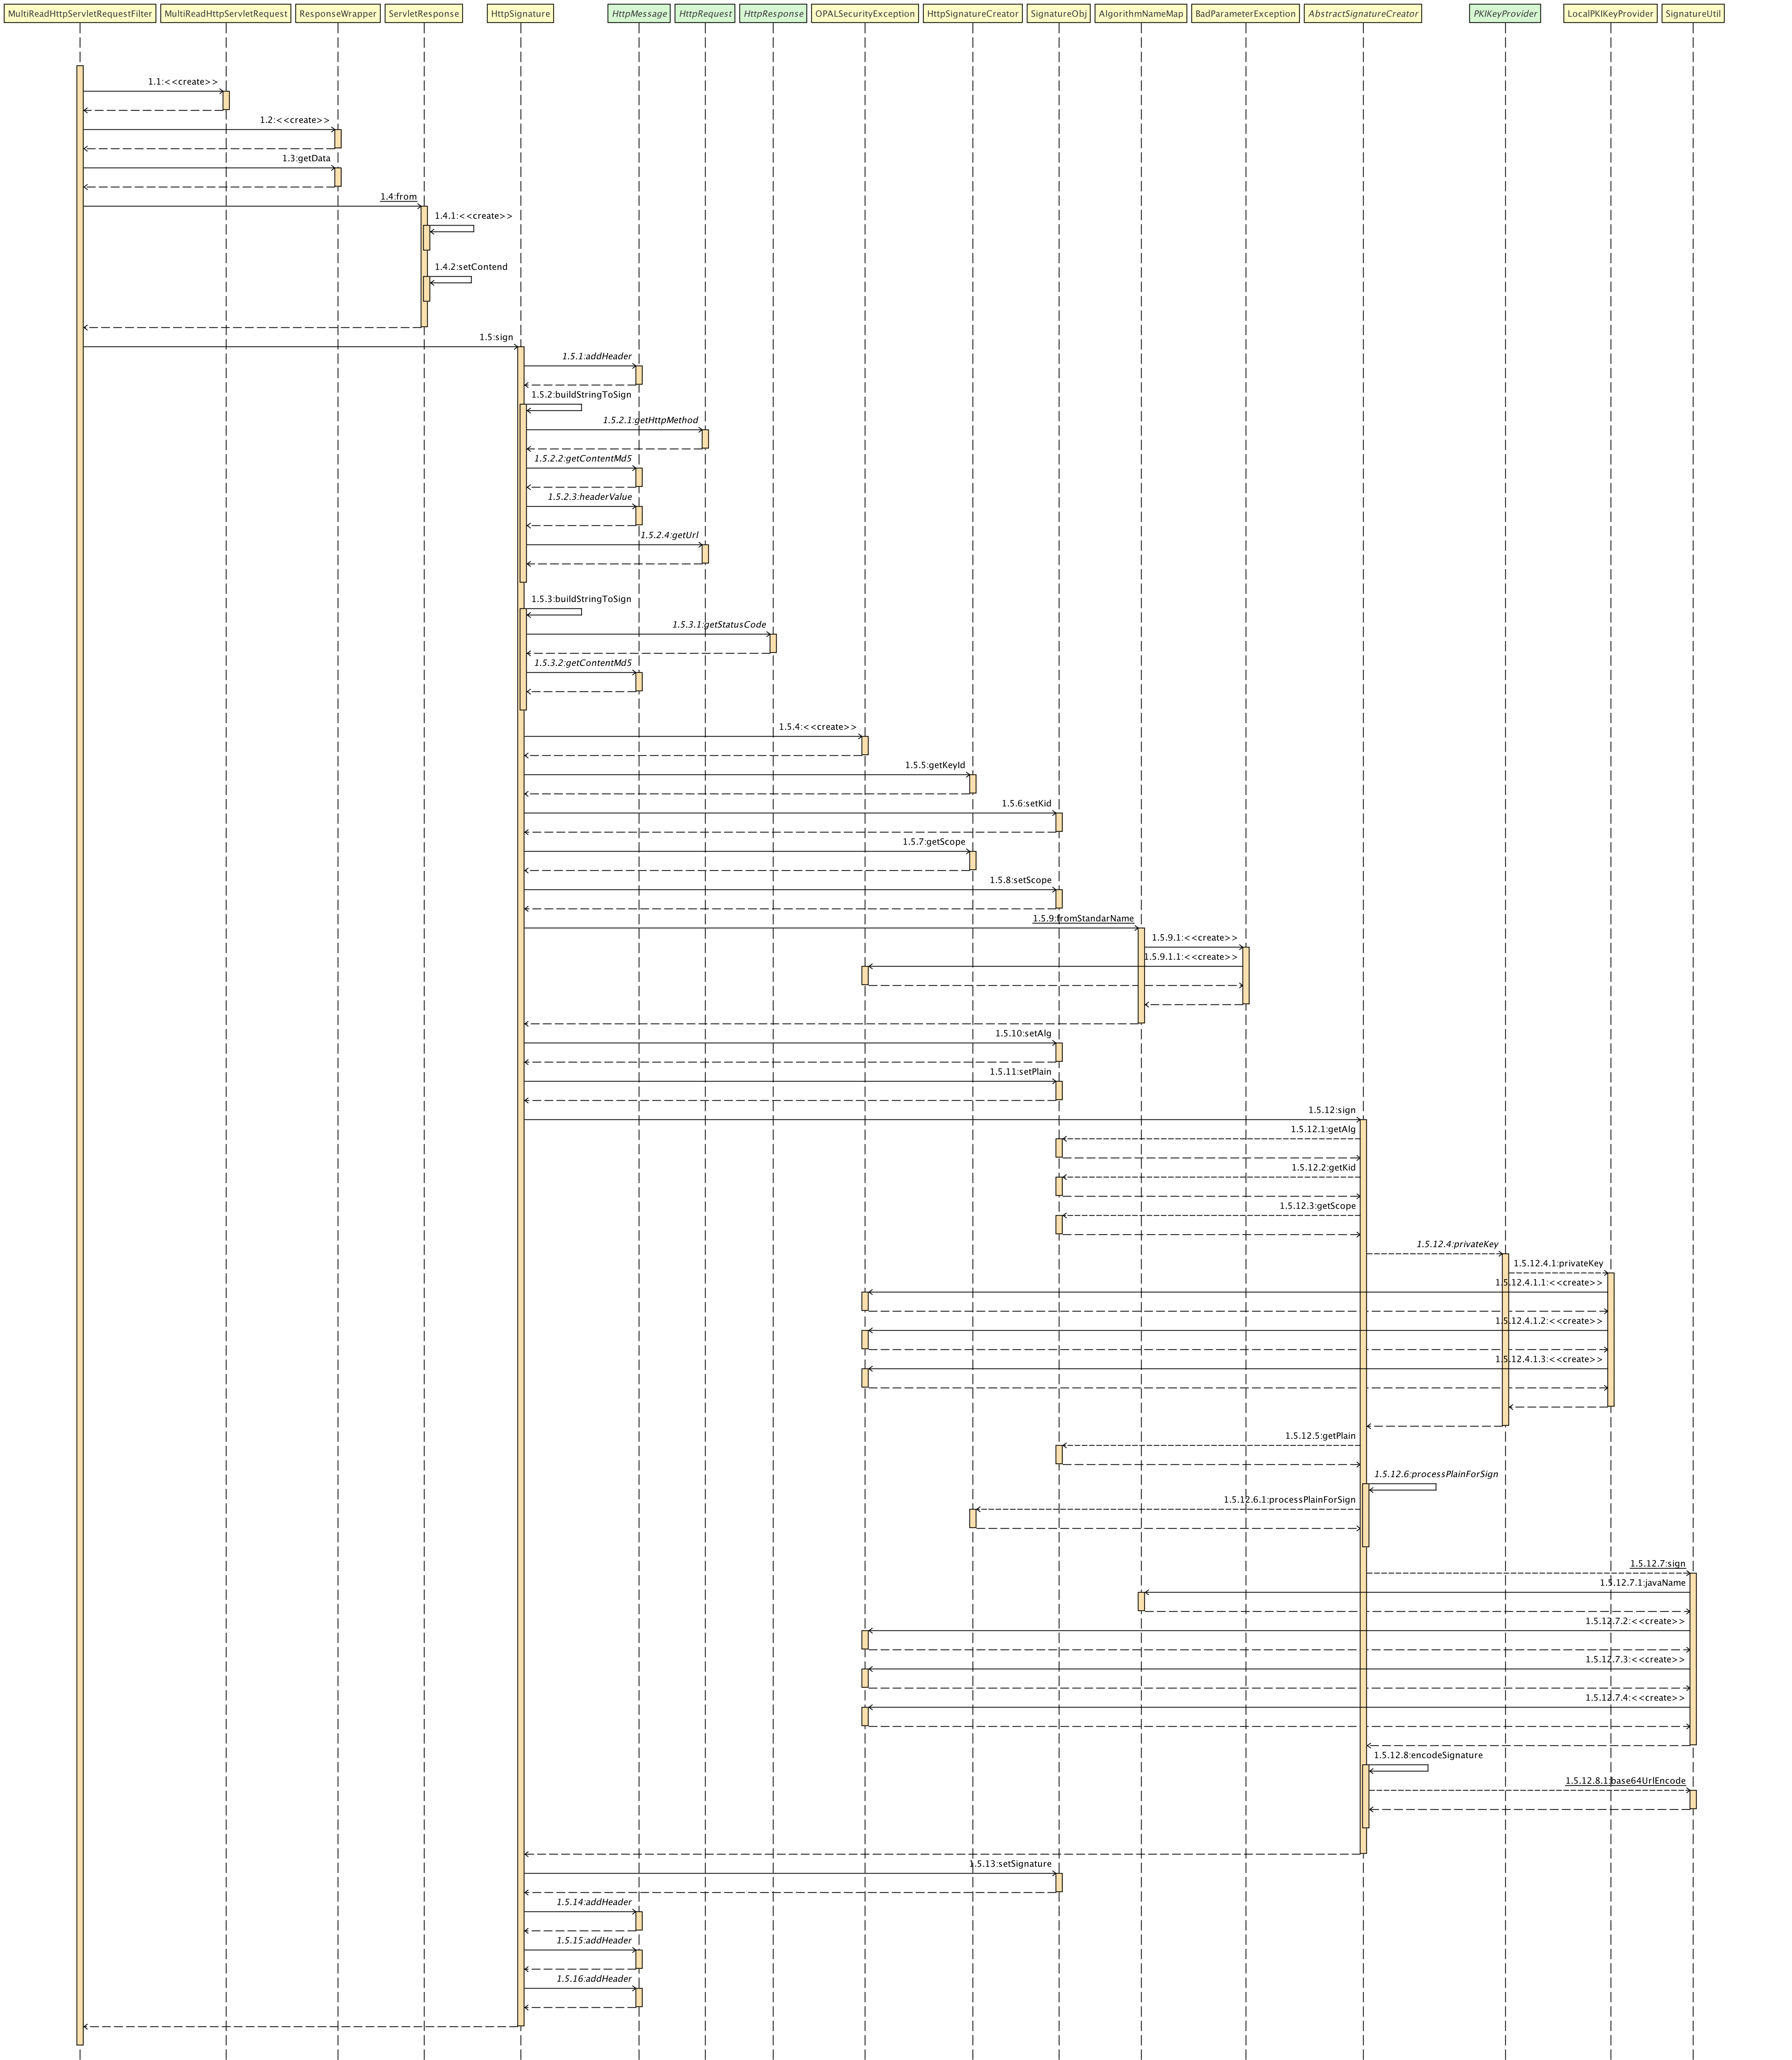 MultiReadHttpServletRequestFilter
MultiReadHttpServletRequest
ResponseWrapper
ServletResponse
HttpSignature
HttpMessage
HttpRequest
HttpResponse
OPALSecurityException
HttpSignatureCreator
SignatureObj
AlgorithmNameMap
BadParameterException
AbstractSignatureCreator
PKIKeyProvider
LocalPKIKeyProvider
SignatureUtil
1.1:<<create>>
1.2:<<create>>
1.3:getData
1.4:from
1.4.1:<<create>>
1.4.2:setContend
1.5:sign
1.5.1:addHeader
1.5.2:buildStringToSign
1.5.2.1:getHttpMethod
1.5.2.2:getContentMd5
1.5.2.3:headerValue
1.5.2.4:getUrl
1.5.3:buildStringToSign
1.5.3.1:getStatusCode
1.5.3.2:getContentMd5
1.5.4:<<create>>
1.5.5:getKeyId
1.5.6:setKid
1.5.7:getScope
1.5.8:setScope
1.5.9:fromStandarName
1.5.9.1:<<create>>
1.5.9.1.1:<<create>>
1.5.10:setAlg
1.5.11:setPlain
1.5.12:sign
1.5.12.1:getAlg
1.5.12.2:getKid
1.5.12.3:getScope
1.5.12.4:privateKey
1.5.12.4.1:privateKey
1.5.12.4.1.1:<<create>>
1.5.12.4.1.2:<<create>>
1.5.12.4.1.3:<<create>>
1.5.12.5:getPlain
1.5.12.6:processPlainForSign
1.5.12.6.1:processPlainForSign
1.5.12.7:sign
1.5.12.7.1:javaName
1.5.12.7.2:<<create>>
1.5.12.7.3:<<create>>
1.5.12.7.4:<<create>>
1.5.12.8:encodeSignature
1.5.12.8.1:base64UrlEncode
1.5.13:setSignature
1.5.14:addHeader
1.5.15:addHeader
1.5.16:addHeader